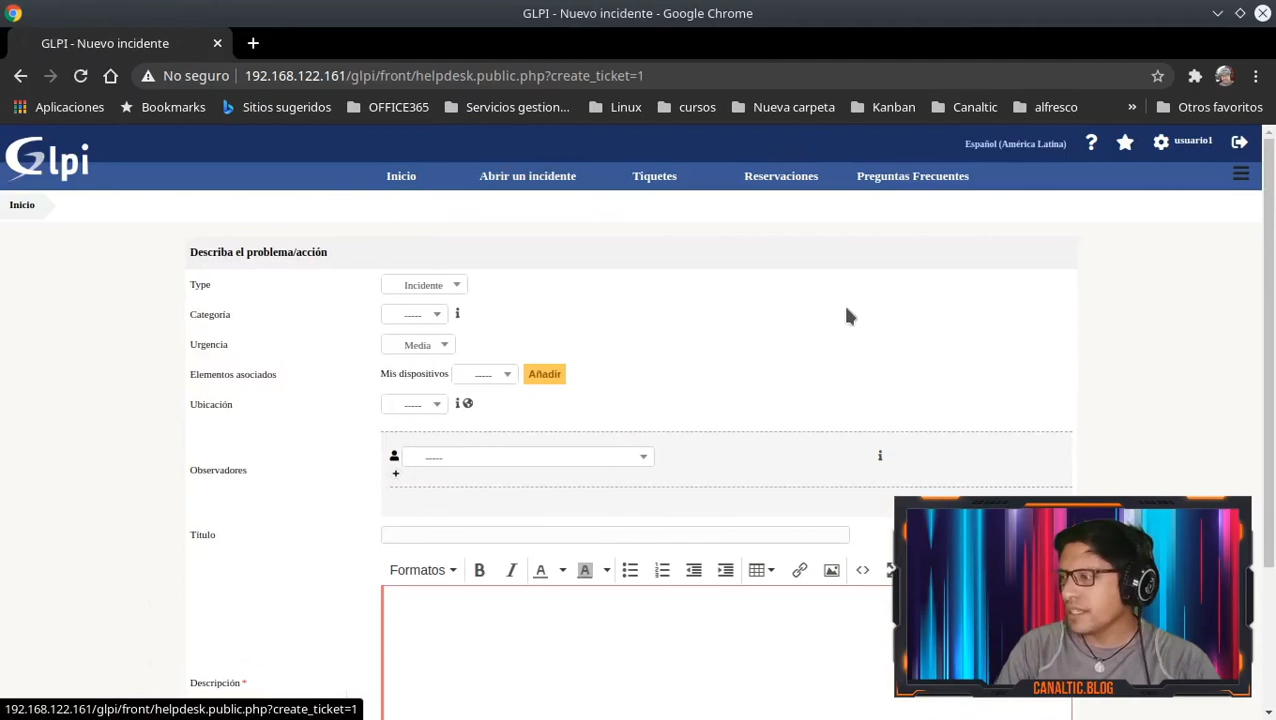 GLPI - Nuevo incidente - Google Chrome
GLPI - Nuevo incidente
No seguro 192.168.122.161/glpi/front/helpdesk.public.php?create_ticket=1
Aplicaciones Bookmarks Sitios sugeridos OFFICE365 Servicios gestion... Linux cursos Nueva carpeta Kanban Canaltic alfresco » Otros favoritos
Glpi Español (América Latina) usuario1
Inicio Abrir un incidente Tiquetes Reservaciones Preguntas Frecuentes
Inicio
Describa el problema/acción
Type Incidente
Categoría -----
Urgencia Media
Elementos asociados Mis dispositivos ----- Añadir
Ubicación -----
-----
Observadores
Título
Formatos B I A A
Descripción *
CANALTIC.BLOG
192.168.122.161/glpi/front/helpdesk.public.php?create_ticket=1